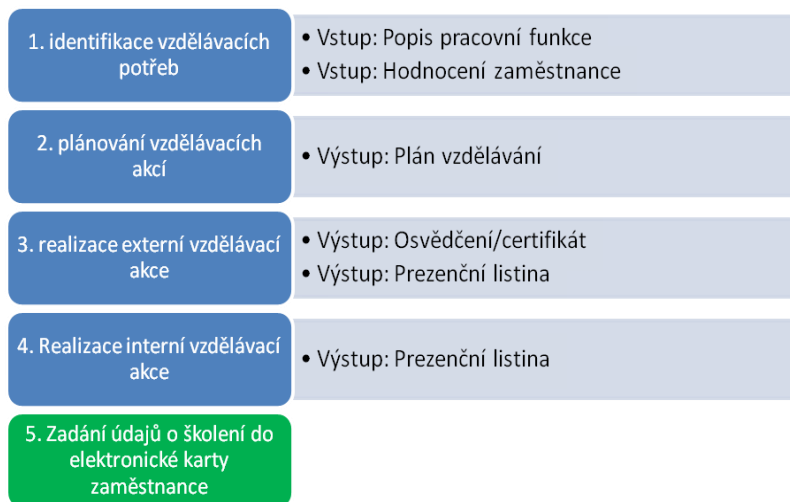 1. identifikace vzdělávacích
potřeb
• Vstup: Popis pracovní funkce
• Vstup: Hodnocení zaměstnance
2. plánování vzdělávacích
akcí
• Výstup: Plán vzdělávání
3. realizace externí vzdělávací
akce
• Výstup: Osvědčení/certifikát
• Výstup: Prezenční listina
4. Realizace interní vzdělávací
akce
• Výstup: Prezenční listina
5. Zadání údajů o školení do
elektronické karty
zaměstnance